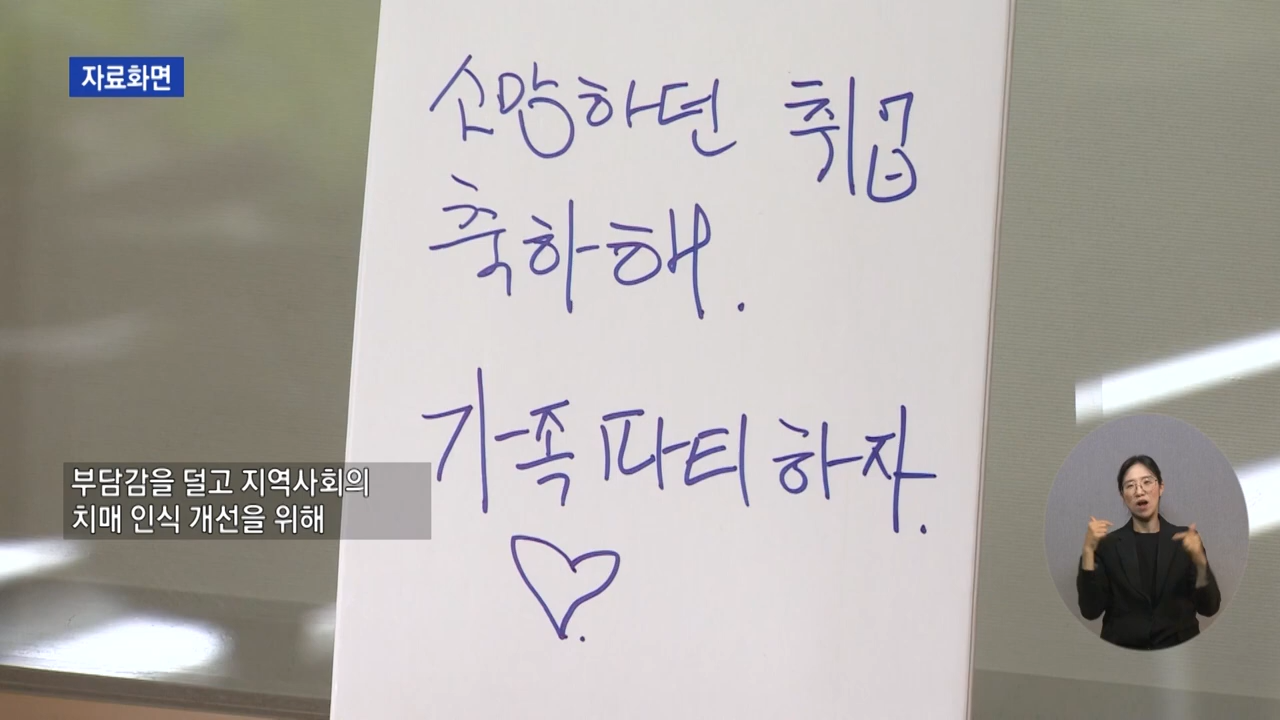 자료화면
소망하던 취업
축하해.
가족 파티 하자.
부담감을 덜고 지역사회의
치매 인식 개선을 위해